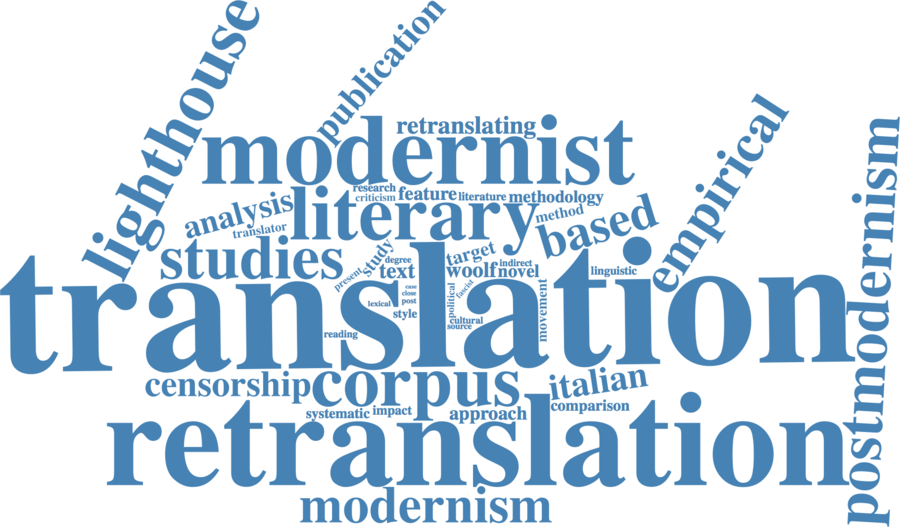 lighthouse
publication
retranslating
modernist
empirical
postmodernism
research
criticism
feature
literature
methodology
analysis
literary
method
based
translator
studies
study
degree
text
target
woolf
indirect
novel
linguistic
present
case
close
post
lexical
style
political
fascist
cultural
source
movement
reading
translation
censorship
corpus
italian
systematic
impact
approach
comparison
retranslation
modernism